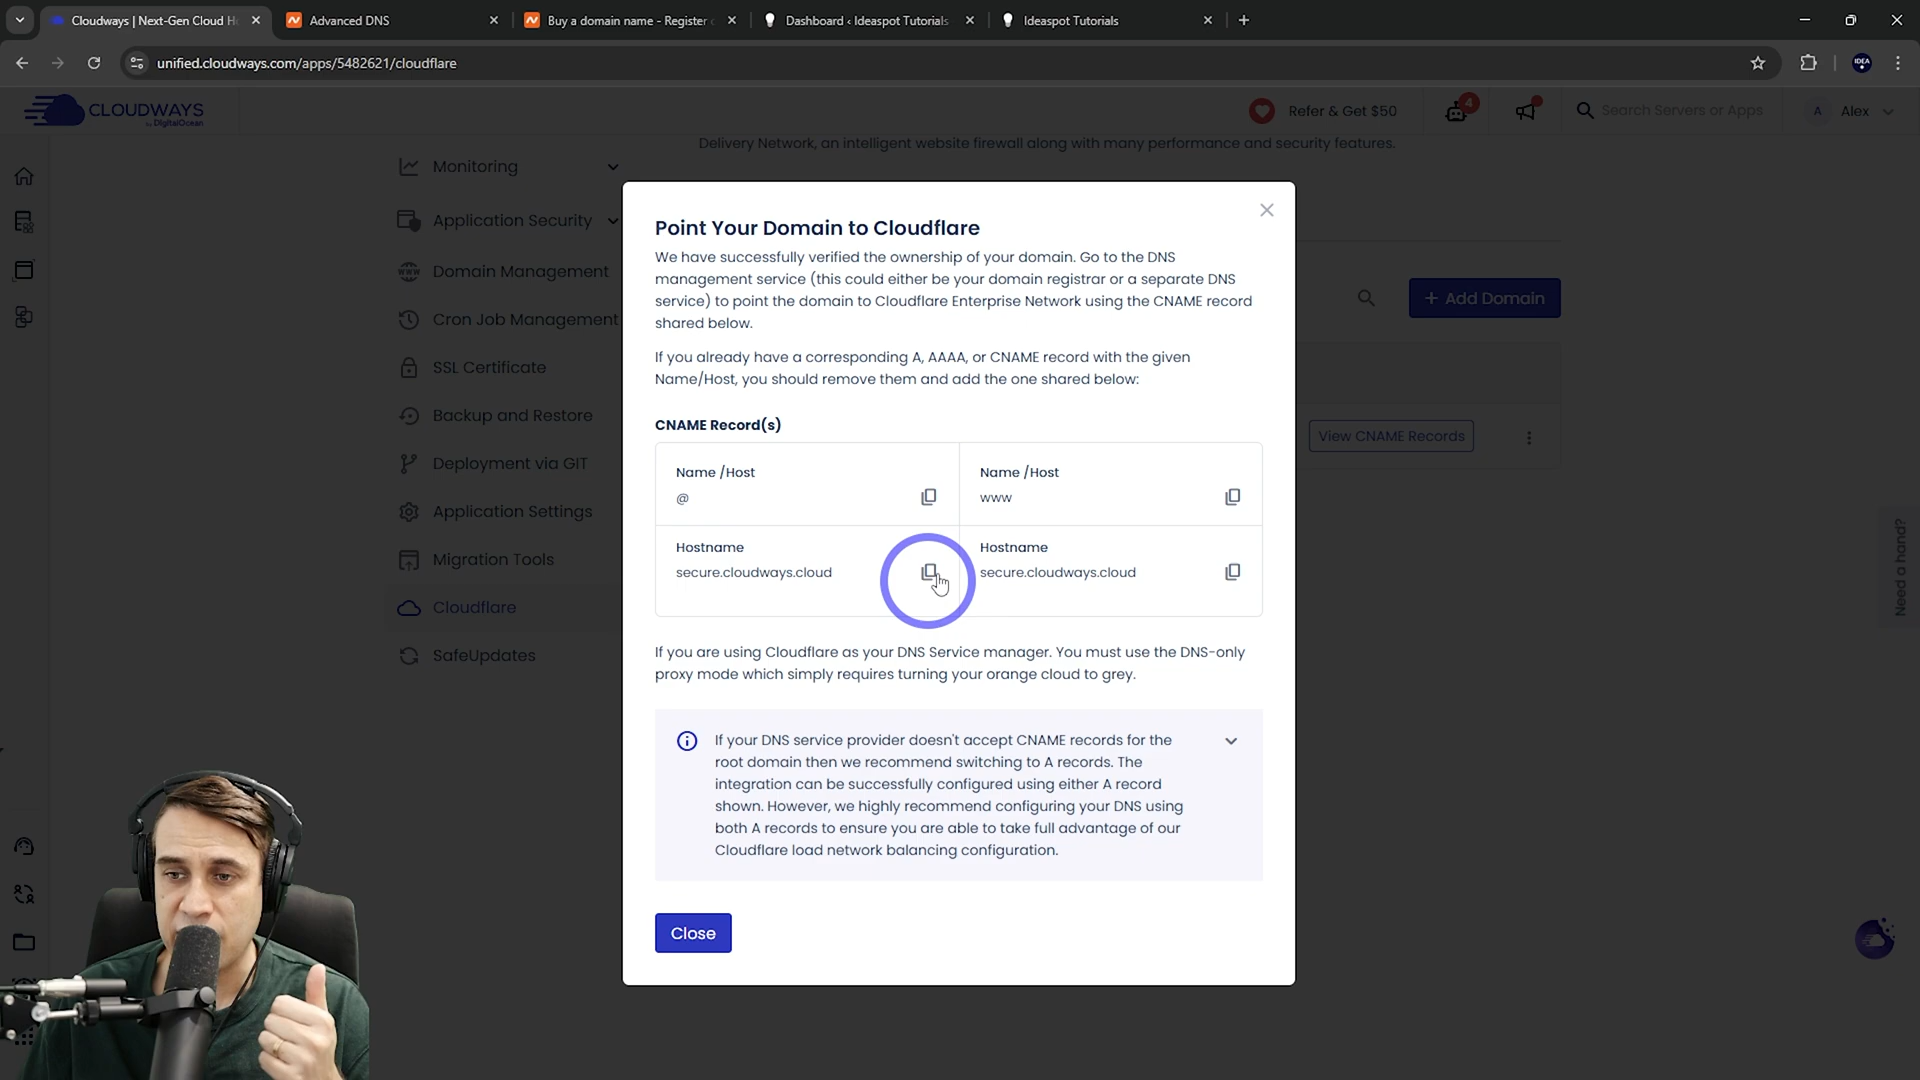 Cloudways | Next-Gen Cloud H
Advanced DNS
Buy a domain name - Register
Dashboard ‹ Ideaspot Tutorials
Ideaspot Tutorials
unified.cloudways.com/apps/5482621/cloudflare
IDEA
CLOUDWAYS
by DigitalOcean
Refer & Get $50
4
Search Servers or Apps
A
Alex
Delivery Network, an intelligent website firewall along with many performance and security features.
Monitoring
Application Security
Domain Management
Cron Job Management
SSL Certificate
Backup and Restore
Deployment via GIT
Application Settings
Migration Tools
Cloudflare
SafeUpdates
+ Add Domain
View CNAME Records
Need a hand?
Point Your Domain to Cloudflare
We have successfully verified the ownership of your domain. Go to the DNS
management service (this could either be your domain registrar or a separate DNS
service) to point the domain to Cloudflare Enterprise Network using the CNAME record
shared below.
If you already have a corresponding A, AAAA, or CNAME record with the given
Name/Host, you should remove them and add the one shared below:
CNAME Record(s)
Name /Host
@
Name /Host
www
Hostname
secure.cloudways.cloud
Hostname
secure.cloudways.cloud
If you are using Cloudflare as your DNS Service manager. You must use the DNS-only
proxy mode which simply requires turning your orange cloud to grey.
If your DNS service provider doesn't accept CNAME records for the
root domain then we recommend switching to A records. The
integration can be successfully configured using either A record
shown. However, we highly recommend configuring your DNS using
both A records to ensure you are able to take full advantage of our
Cloudflare load network balancing configuration.
Close